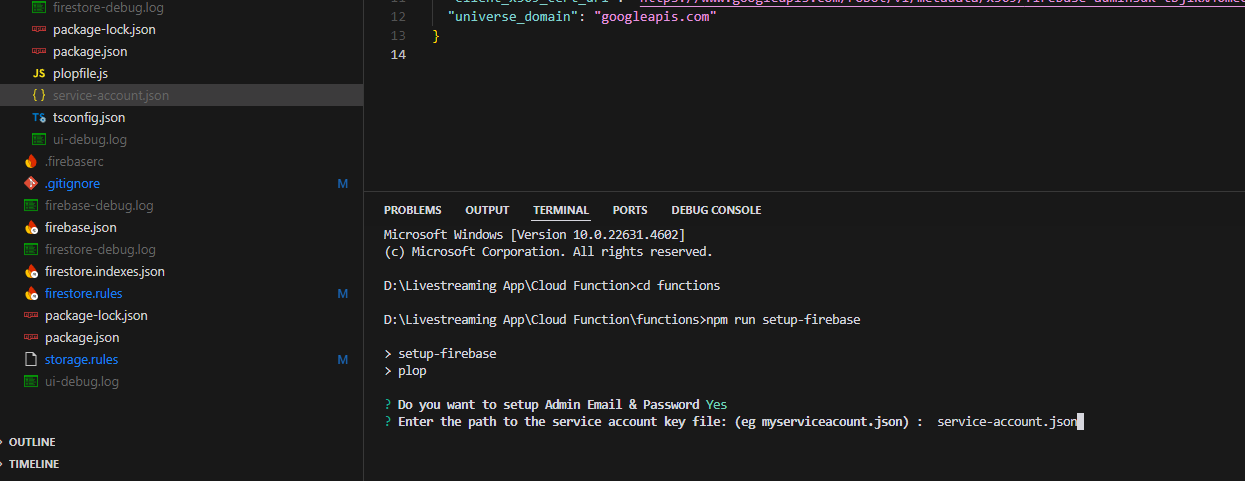 firestore-debug.log
package-lock.json
package.json
JS plopfile.js
{ } service-account.json
TS tsconfig.json
ui-debug.log
.firebaserc
.gitignore M
firebase-debug.log
firebase.json
firestore-debug.log
firestore.indexes.json
firestore.rules M
package-lock.json
package.json
storage.rules M
ui-debug.log
OUTLINE
TIMELINE
12 "universe_domain": "googleapis.com"
13 }
14
PROBLEMS OUTPUT TERMINAL PORTS DEBUG CONSOLE
Microsoft Windows [Version 10.0.22631.4602]
(c) Microsoft Corporation. All rights reserved.
D:\Livestreaming App\Cloud Function>cd functions
D:\Livestreaming App\Cloud Function\functions>npm run setup-firebase
> setup-firebase
> plop
? Do you want to setup Admin Email & Password Yes
? Enter the path to the service account key file: (eg myserviceacount.json) : service-account.json